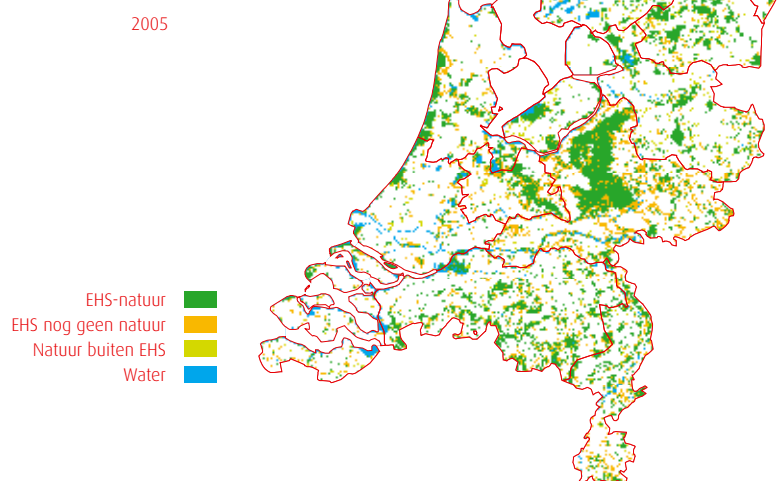 2005
EHS-natuur
EHS nog geen natuur
Natuur buiten EHS
Water